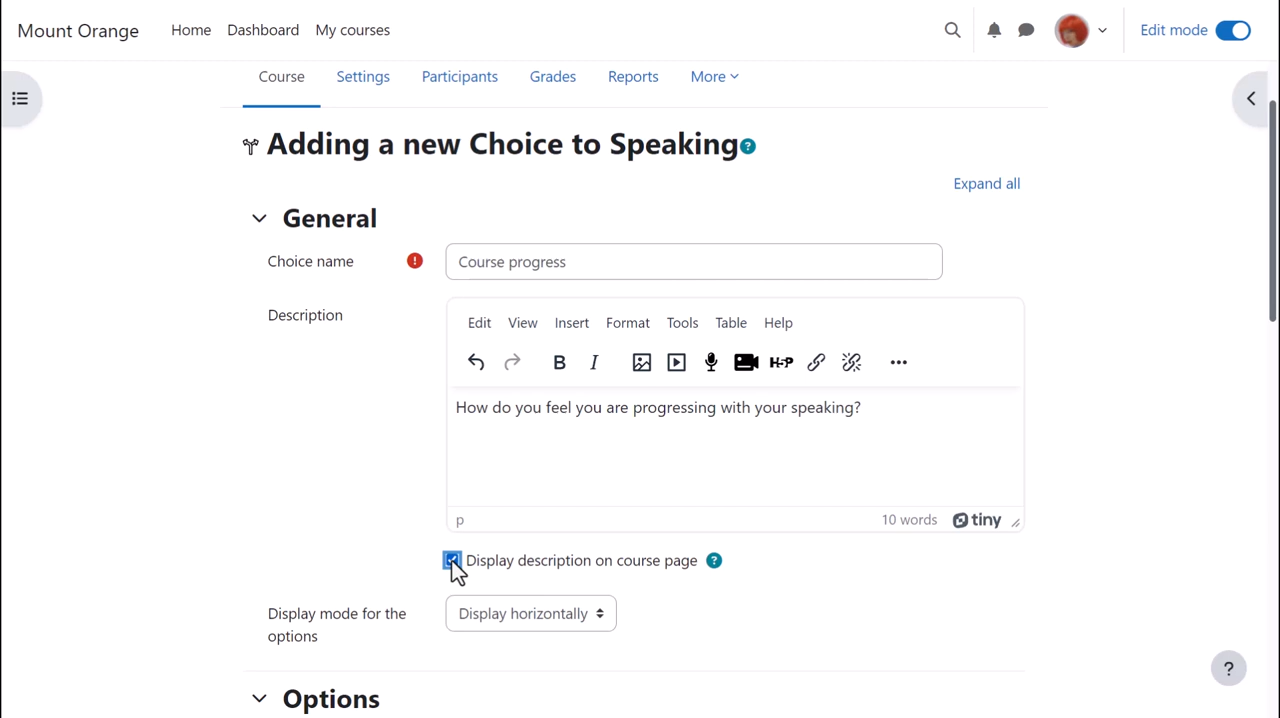 Mount Orange Home Dashboard My courses Edit mode
Course Settings Participants Grades Reports More
Adding a new Choice to Speaking ?
Expand all
General
Choice name ! Course progress
Description
Edit View Insert Format Tools Table Help
B I H5P
How do you feel you are progressing with your speaking?
p 10 words tiny
Display description on course page ?
Display mode for the options Display horizontally
?
Options